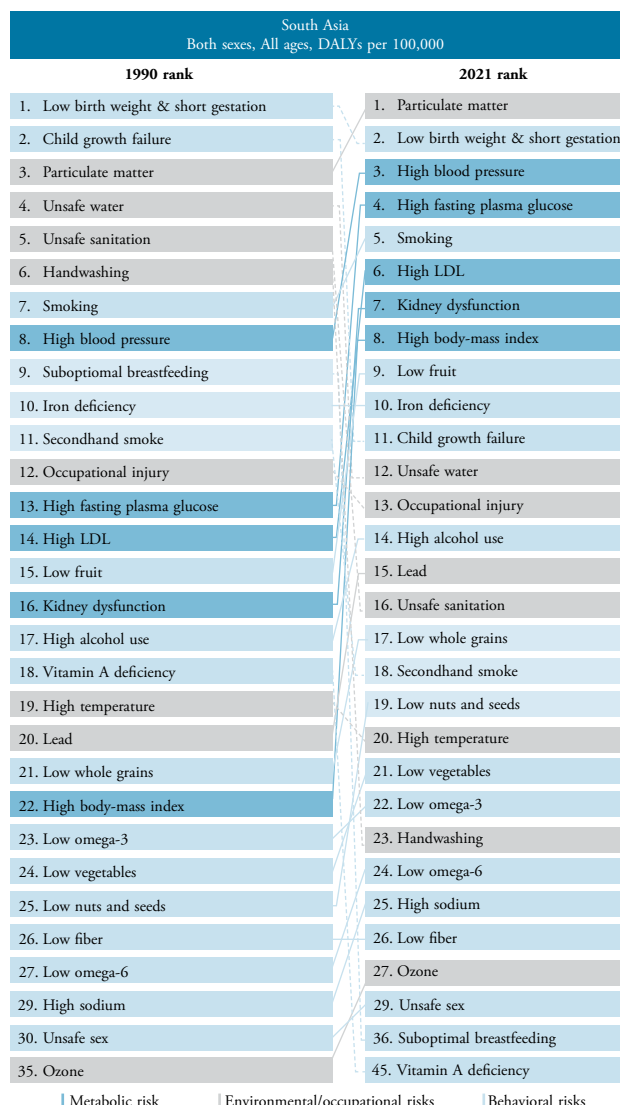 South Asia
Both sexes, All ages, DALYs per 100,000
1990 rank
2021 rank
1. Low birth weight & short gestation
2. Child growth failure
3. Particulate matter
4. Unsafe water
5. Unsafe sanitation
6. Handwashing
7. Smoking
8. High blood pressure
9. Suboptiomal breastfeeding
10. Iron deficiency
11. Secondhand smoke
12. Occupational injury
13. High fasting plasma glucose
14. High LDL
15. Low fruit
16. Kidney dysfunction
17. High alcohol use
18. Vitamin A deficiency
19. High temperature
20. Lead
21. Low whole grains
22. High body-mass index
23. Low omega-3
24. Low vegetables
25. Low nuts and seeds
26. Low fiber
27. Low omega-6
29. High sodium
30. Unsafe sex
35. Ozone
1. Particulate matter
2. Low birth weight & short gestation
3. High blood pressure
4. High fasting plasma glucose
5. Smoking
6. High LDL
7. Kidney dysfunction
8. High body-mass index
9. Low fruit
10. Iron deficiency
11. Child growth failure
12. Unsafe water
13. Occupational injury
14. High alcohol use
15. Lead
16. Unsafe sanitation
17. Low whole grains
18. Secondhand smoke
19. Low nuts and seeds
20. High temperature
21. Low vegetables
22. Low omega-3
23. Handwashing
24. Low omega-6
25. High sodium
26. Low fiber
27. Ozone
29. Unsafe sex
36. Suboptimal breastfeeding
45. Vitamin A deficiency
Metabolic risk
Environmental/occupational risks
Behavioral risks